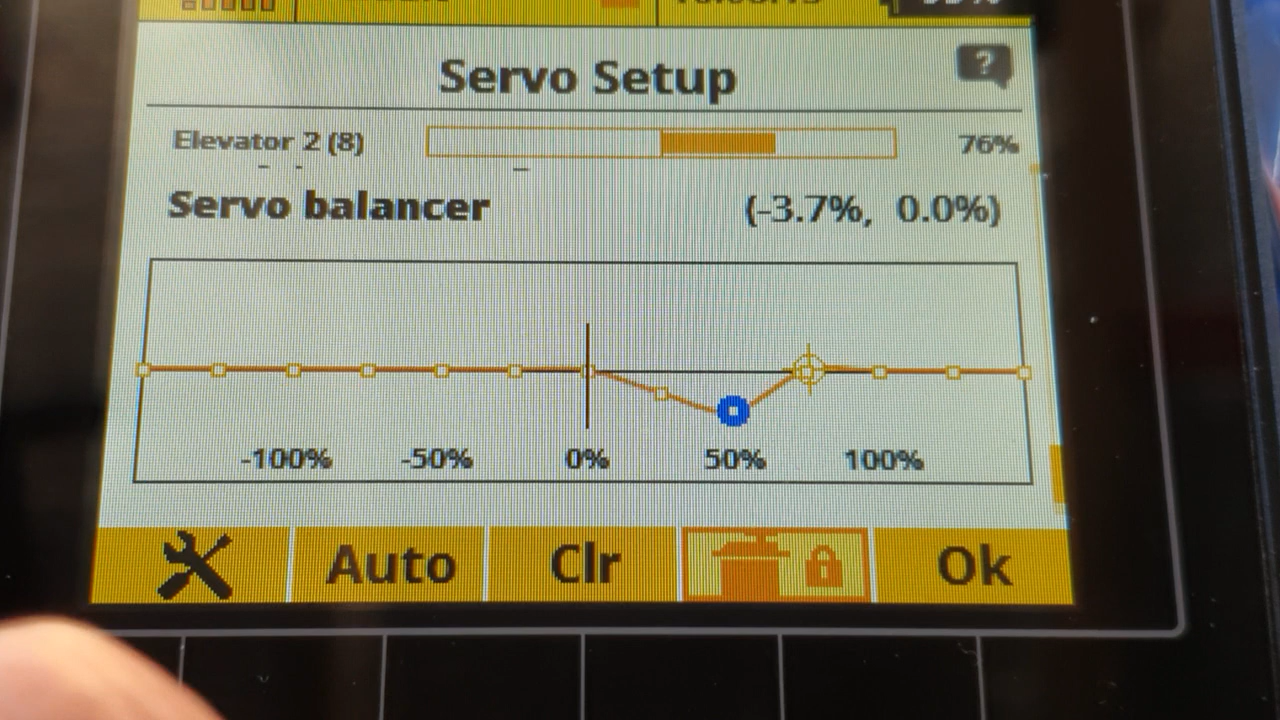 Servo Setup
?
Elevator 2 (8) 76%
Servo balancer (-3.7%, 0.0%)
-100% -50% 0% 50% 100%
Auto Clr Ok